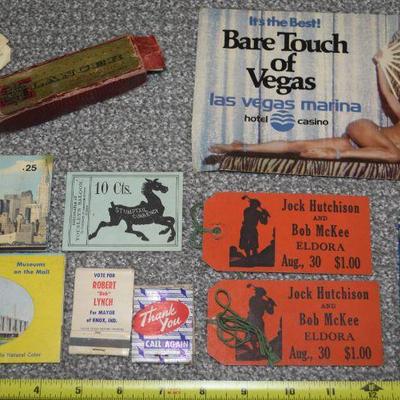 It's the Best!
Bare Touch
of
Vegas
las vegas marina
hotel casino
.25
10 Cts.
STUMPTAIL
CURRENCY
Jock Hutchison
AND
Bob McKee
ELDORA
Aug., 30 $1.00
Museums
on the Mall
in Natural Color
VOTE FOR
ROBERT
"Bob"
LYNCH
For MAYOR
of KNOX, IND.
Thank
You
CALL AGAIN
Jock Hutchison
AND
Bob McKee
ELDORA
Aug., 30 $1.00
4 5 6 7 8 9 10 11 12